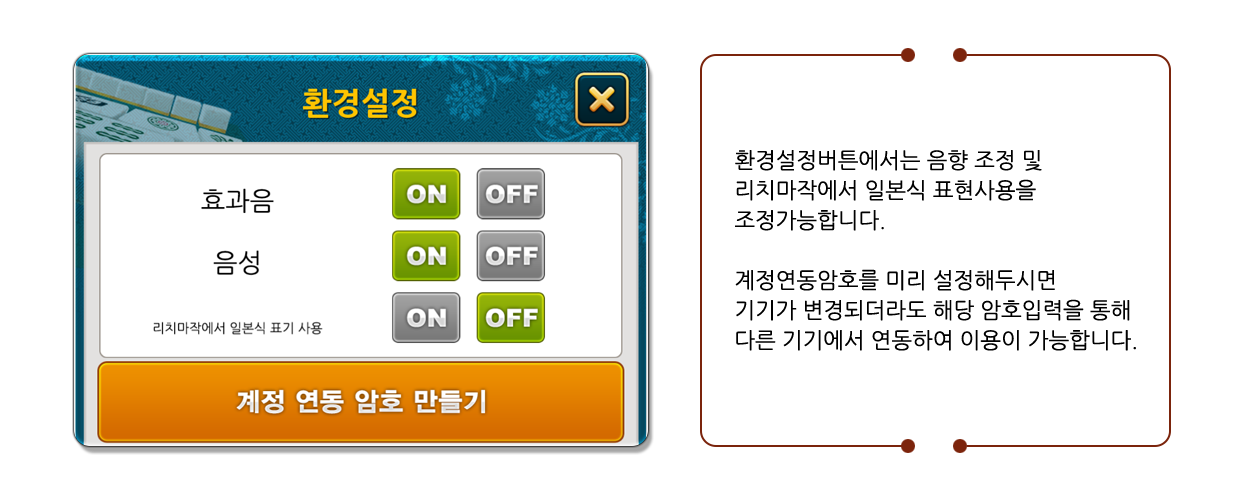 환경설정
효과음 ON OFF
음성 ON OFF
리치마작에서 일본식 표기 사용 ON OFF
계정 연동 암호 만들기
환경설정버튼에서는 음향 조정 및
리치마작에서 일본식 표현사용을
조정가능합니다.
계정연동암호를 미리 설정해두시면
기기가 변경되더라도 해당 암호입력을 통해
다른 기기에서 연동하여 이용이 가능합니다.